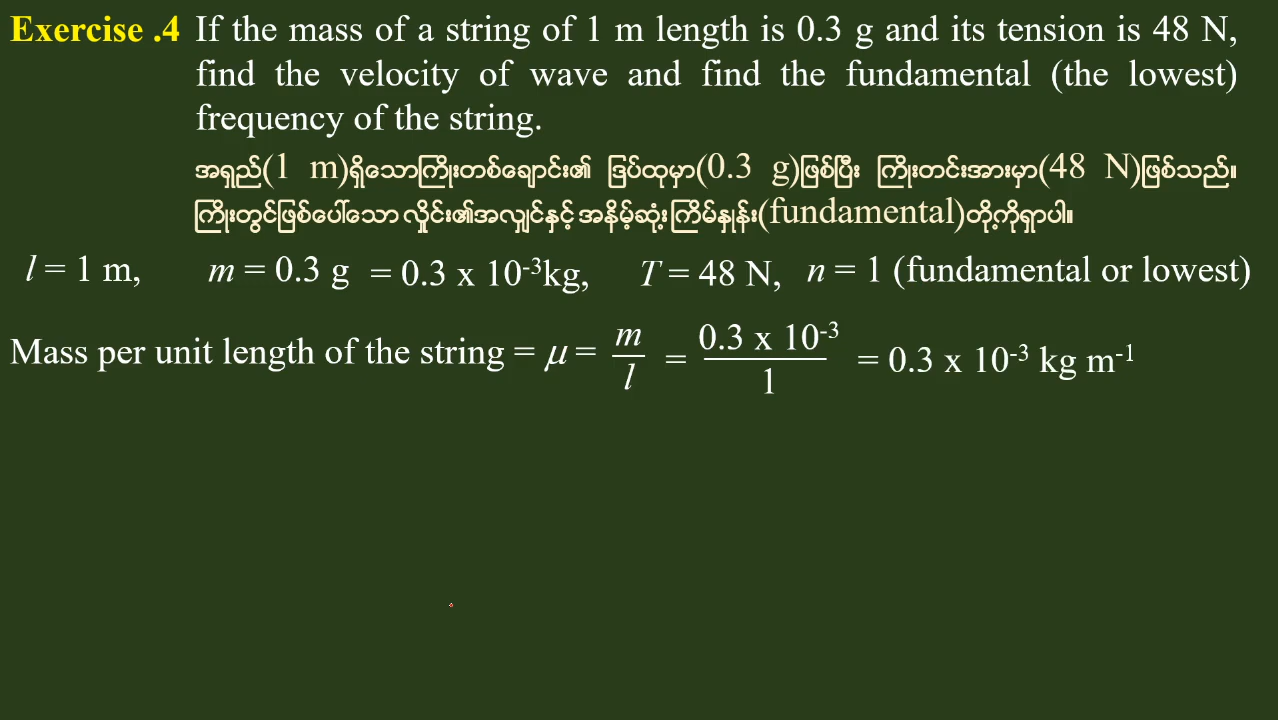 Exercise .4 If the mass of a string of 1 m length is 0.3 g and its tension is 48 N,
find the velocity of wave and find the fundamental (the lowest)
frequency of the string.
အရှည်(1 m)ရှိသောကြိုးတစ်ချောင်း၏ ဒြပ်ထုမှာ(0.3 g)ဖြစ်ပြီး ကြိုးတင်းအားမှာ(48 N)ဖြစ်သည်။
ကြိုးတွင်ဖြစ်ပေါ်သော လှိုင်း၏အလျှင်နှင့် အနိမ့်ဆုံးကြိမ်နှုန်း(fundamental)တို့ကိုရှာပါ။
l = 1 m, m = 0.3 g = 0.3 x 10⁻³kg, T = 48 N, n = 1 (fundamental or lowest)
Mass per unit length of the string = μ = m/l = 0.3 x 10⁻³/1 = 0.3 x 10⁻³ kg m⁻¹